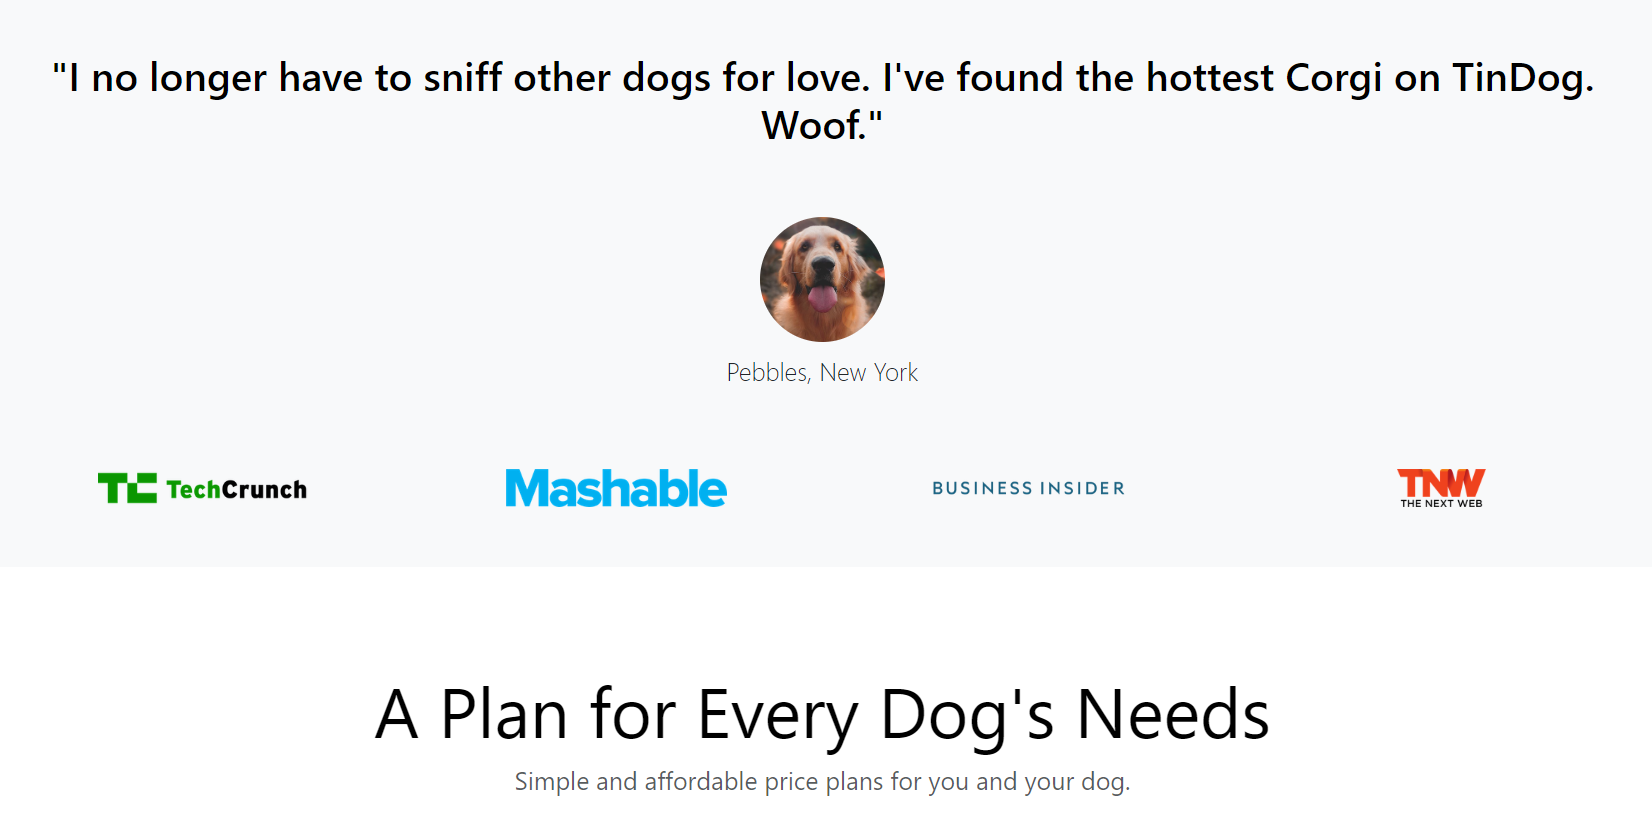 "I no longer have to sniff other dogs for love. I've found the hottest Corgi on TinDog.
Woof."
Pebbles, New York
TC TechCrunch
Mashable
BUSINESS INSIDER
TNW
THE NEXT WEB
A Plan for Every Dog's Needs
Simple and affordable price plans for you and your dog.